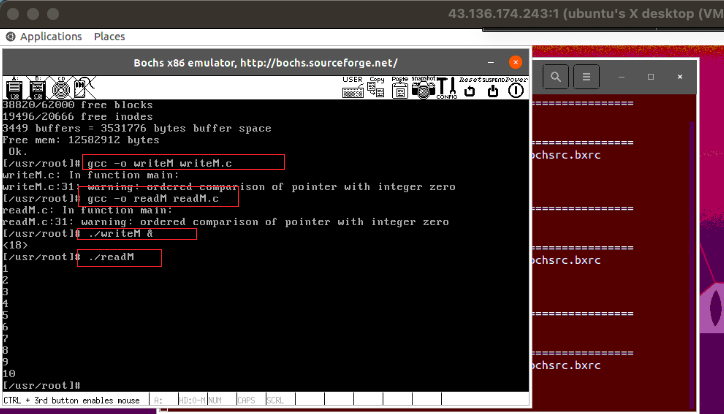 43.136.174.243:1 (ubuntu's X desktop (VM
Applications Places
Bochs x86 emulator, http://bochs.sourceforge.net/
A: B: CD USER Copy Paste snapshot Reset SUSPEND Power
CONFIG
38820/62000 free blocks
19496/20666 free inodes
3449 buffers = 3531776 bytes buffer space
Free mem: 12582912 bytes
Ok.
[/usr/root]# gcc -o writeM writeM.c
writeM.c: In function main:
writeM.c:31: warning: ordered comparison of pointer with integer zero
[/usr/root]# gcc -o readM readM.c
readM.c: In function main:
readM.c:31: warning: ordered comparison of pointer with integer zero
[/usr/root]# ./writeM &
<18>
[/usr/root]# ./readM
1
2
3
4
5
6
7
8
9
10
[/usr/root]#
CTRL + 3rd button enables mouse A: HD:0-M NUM CAPS SCRL
================
================
ochsrc.bxrc
================
================
ochsrc.bxrc
================
================
ochsrc.bxrc